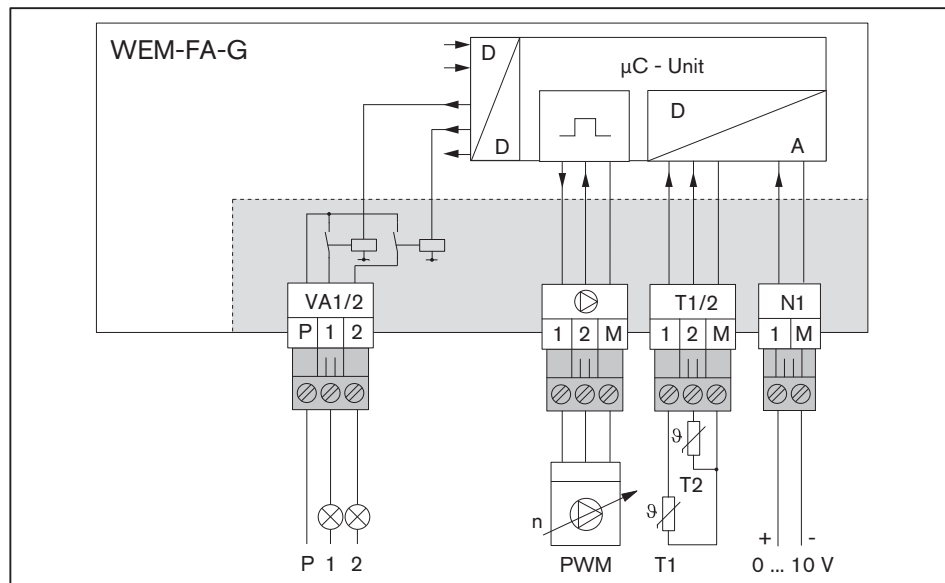 WEM-FA-G
D
D
µC - Unit
D
A
VA1/2
P 1 2
1 2 M
T1/2
1 2 M
N1
1 M
ϑ
T2
ϑ
n
+ -
P 1 2
PWM
T1
0 ... 10 V